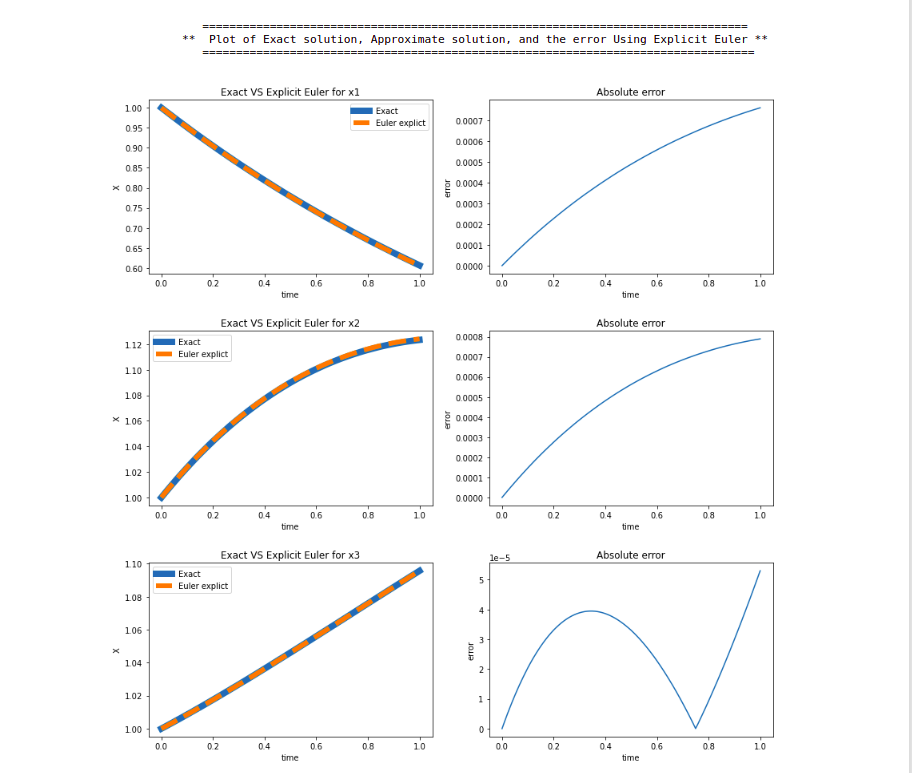 =================================================================================
** Plot of Exact solution, Approximate solution, and the error Using Explicit Euler **
==================================================================================
Exact VS Explicit Euler for x1
Absolute error
X
1.00
0.95
0.90
0.85
0.80
0.75
0.70
0.65
0.60
Exact
Euler explict
0.0 0.2 0.4 0.6 0.8 1.0
time
error
0.0007
0.0006
0.0005
0.0004
0.0003
0.0002
0.0001
0.0000
0.0 0.2 0.4 0.6 0.8 1.0
time
Exact VS Explicit Euler for x2
Absolute error
X
1.12
1.10
1.08
1.06
1.04
1.02
1.00
Exact
Euler explict
0.0 0.2 0.4 0.6 0.8 1.0
time
error
0.0008
0.0007
0.0006
0.0005
0.0004
0.0003
0.0002
0.0001
0.0000
0.0 0.2 0.4 0.6 0.8 1.0
time
Exact VS Explicit Euler for x3
Absolute error
X
1.10
1.08
1.06
1.04
1.02
1.00
Exact
Euler explict
0.0 0.2 0.4 0.6 0.8 1.0
time
1e−5
error
5
4
3
2
1
0
0.0 0.2 0.4 0.6 0.8 1.0
time